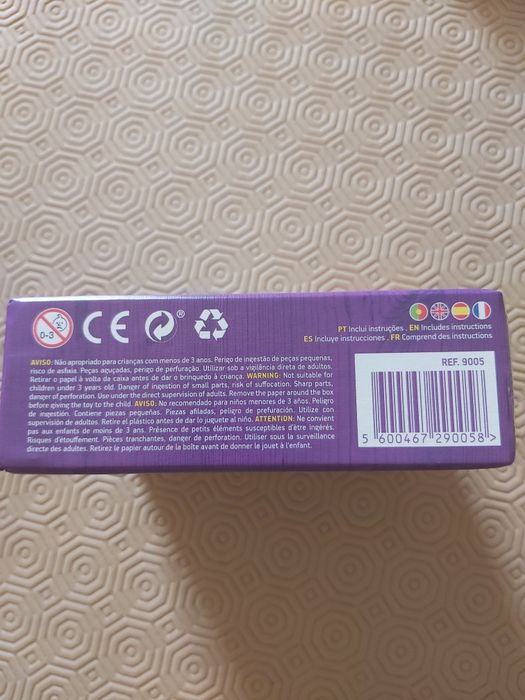 0-3
CE
®
PT Inclui instruções . EN Includes instructions
ES Incluye instrucciones . FR Comprend des instructions
AVISO: Não apropriado para crianças com menos de 3 anos. Perigo de ingestão de peças pequenas,
risco de asfixia. Peças aguçadas, perigo de perfuração. Utilizar sob a vigilância direta de adultos.
Retirar o papel à volta da caixa antes de dar o brinquedo à criança. WARNING: Not suitable for
children under 3 years old. Danger of ingestion of small parts, risk of suffocation. Sharp parts,
danger of perforation. Use under the direct supervision of adults. Remove the paper around the box
before giving the toy to the child. AVISO: No recomendado para niños menores de 3 años. Peligro
de ingestión. Contiene piezas pequeñas. Piezas afiladas, peligro de prefuración. Utilize con
supervisión de adultos. Retire el plástico antes de dar lo juguete al niño. ATTENTION: Ne convient
pas aux enfants de moins de 3 ans. Présence de petits éléments susceptibles d'être ingérés.
Risques d'étouffement. Pièces tranchantes, danger de perforation. Utiliser sous la surveillance
directe des adultes. Retirez le papier autour de la boîte avant de donner le jouet à l'enfant.
REF. 9005
5 600467 290058 >